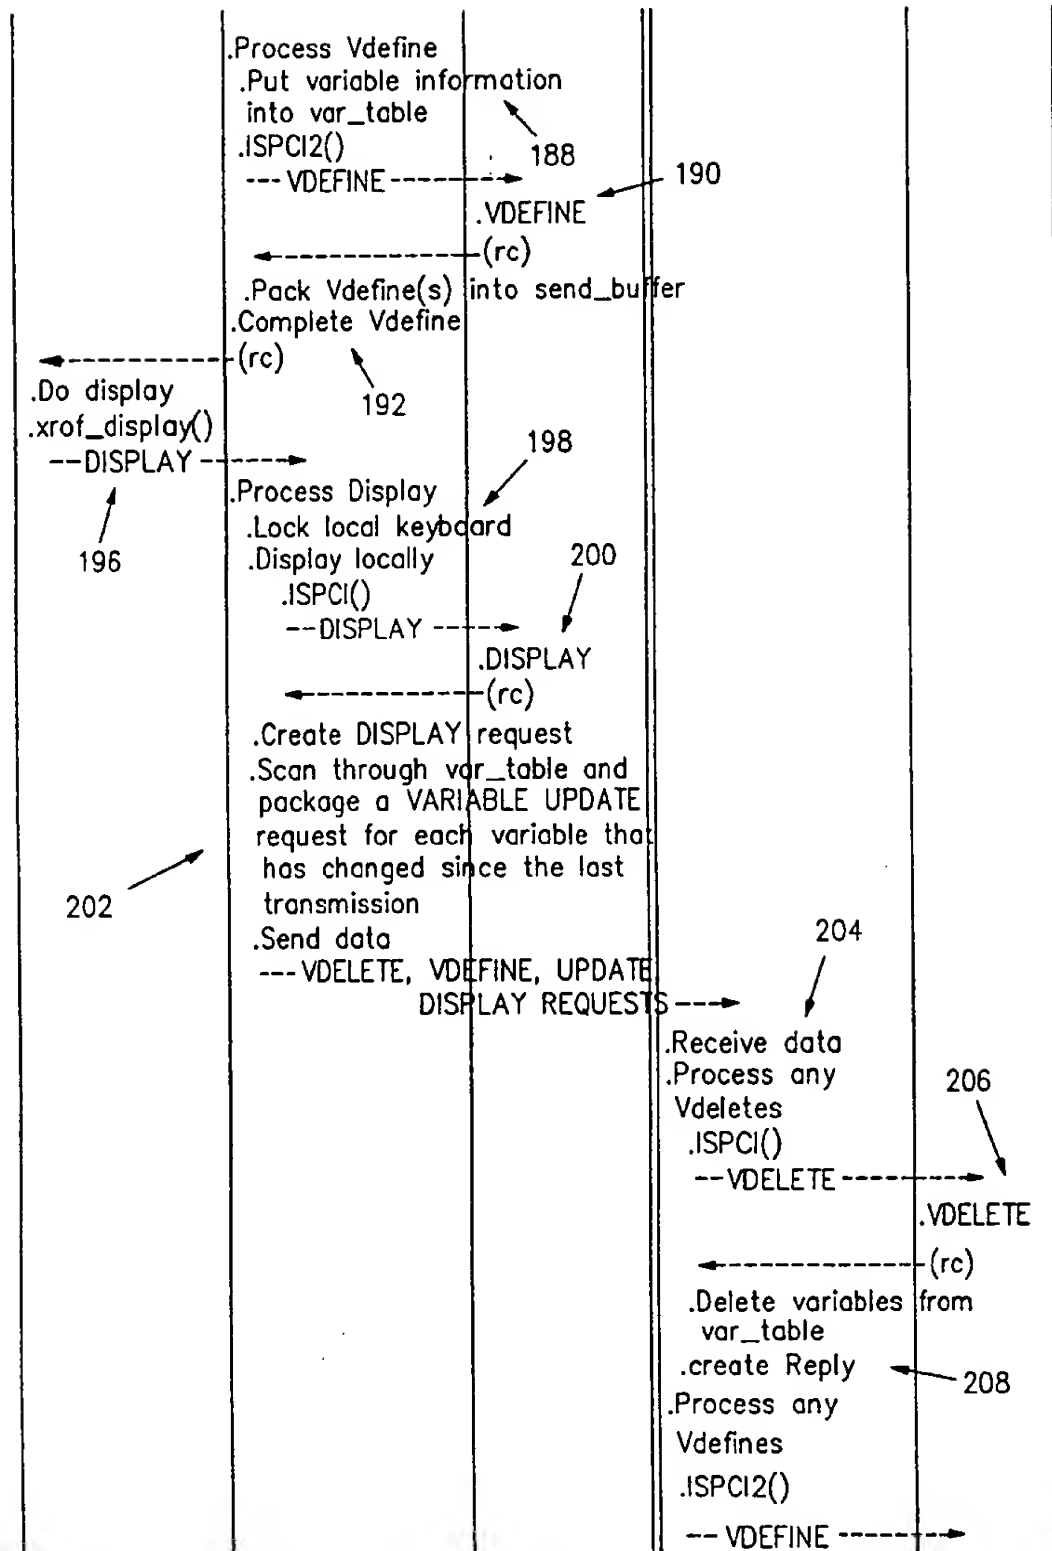 .Process Vdefine
.Put variable information
into var_table
.ISPCI2()
188
--- VDEFINE -------->
190
.VDEFINE
<----------- (rc)
.Pack Vdefine(s) into send_buffer
.Complete Vdefine
<----------- (rc)
192
.Do display
.xrof_display()
--DISPLAY ------>
196
198
.Process Display
.Lock local keyboard
.Display locally
200
.ISPCI()
--DISPLAY ----->
.DISPLAY
<----------- (rc)
.Create DISPLAY request
.Scan through var_table and
package a VARIABLE UPDATE
request for each variable that
has changed since the last
transmission
202
.Send data
--- VDELETE, VDEFINE, UPDATE,
DISPLAY REQUESTS --->
204
.Receive data
.Process any
Vdeletes
206
.ISPCI()
--VDELETE -------->
.VDELETE
<------------- (rc)
.Delete variables from
var_table
.create Reply
208
.Process any
Vdefines
.ISPCI2()
-- VDEFINE ------->